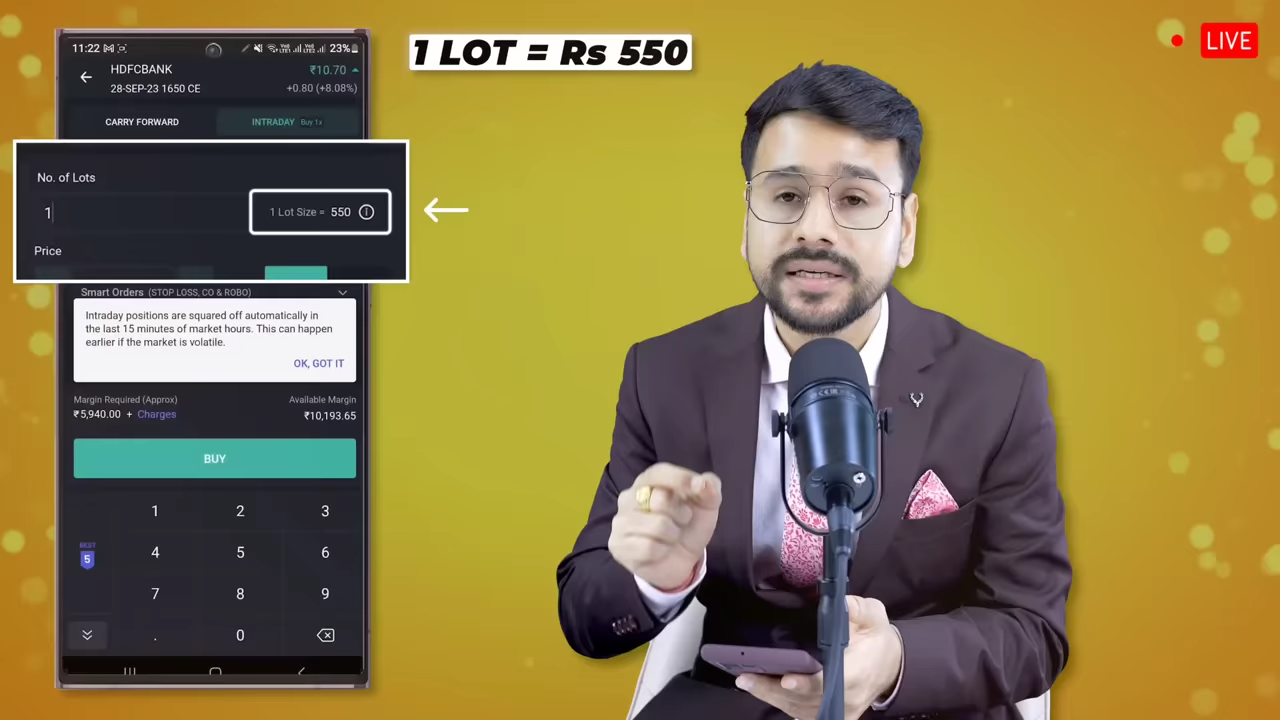 1 LOT = Rs 550
LIVE
11:22
23%
HDFCBANK
₹10.70
28-SEP-23 1650 CE
+0.80 (+8.08%)
CARRY FORWARD
INTRADAY Buy 1x
No. of Lots
1
1 Lot Size = 550
Price
Smart Orders (STOP LOSS, CO & ROBO)
Intraday positions are squared off automatically in
the last 15 minutes of market hours. This can happen
earlier if the market is volatile.
OK, GOT IT
Margin Required (Approx)
Available Margin
₹5,940.00 + Charges
₹10,193.65
BUY
1 2 3
BEST
5
4 5 6
7 8 9
. 0